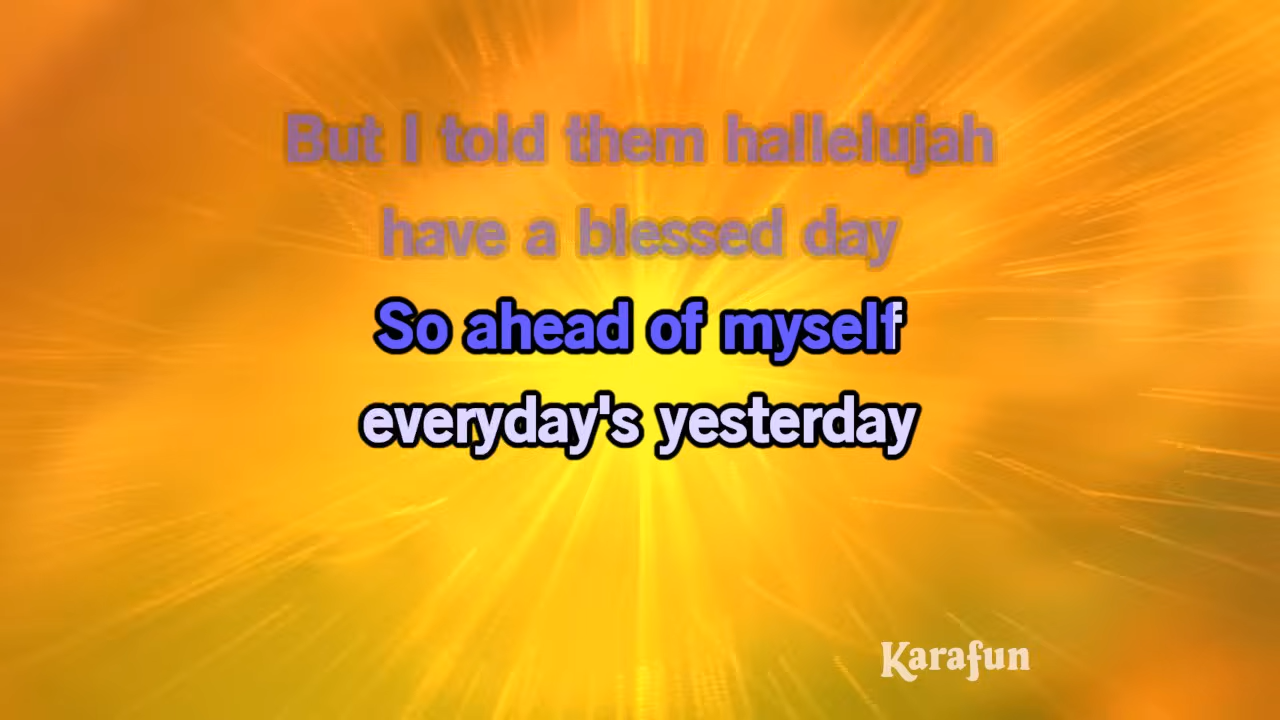 But I told them hallelujah
have a blessed day
So ahead of myself
everyday's yesterday
Karafun